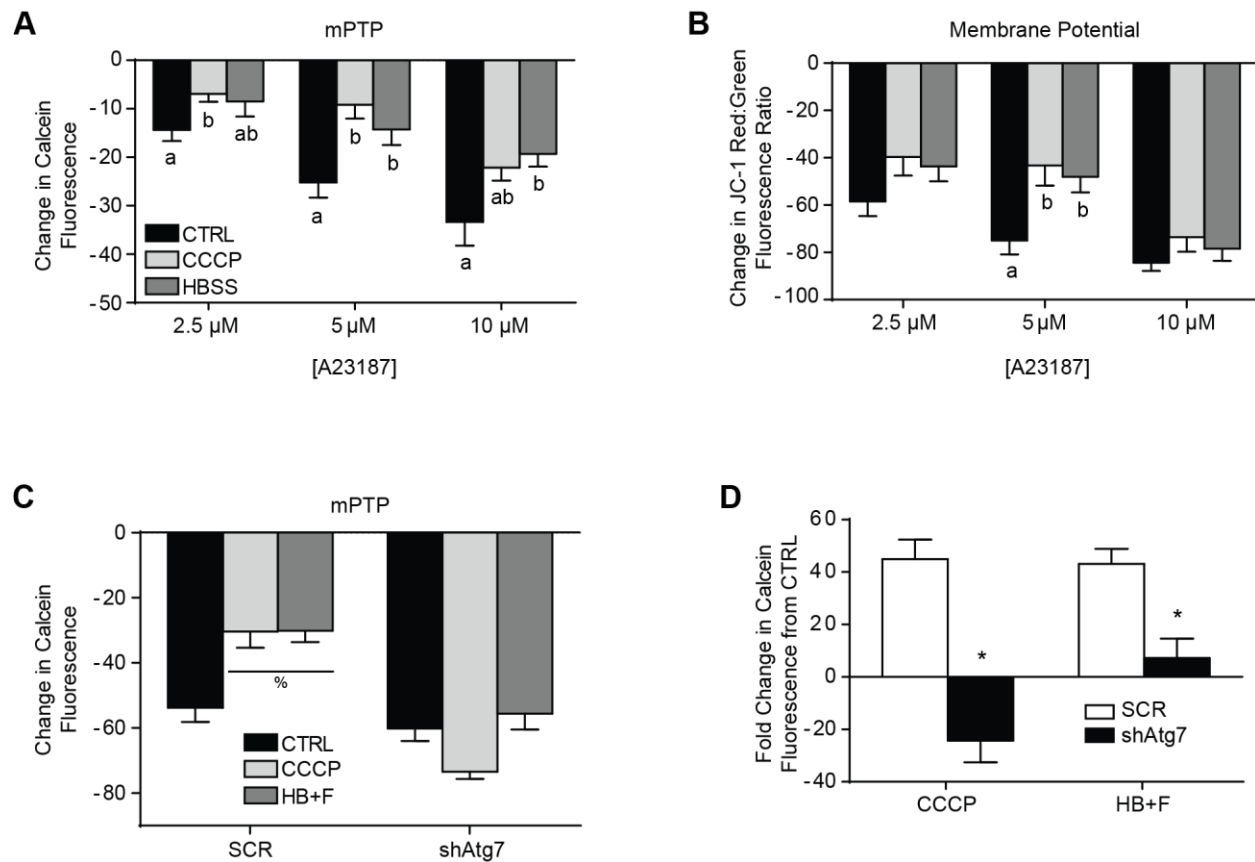 A
mPTP
Change in Calcein
Fluorescence
0
-10
-20
-30
-40
-50
a
b
ab
a
b
b
a
ab
b
CTRL
CCCP
HBSS
2.5 µM
5 µM
10 µM
[A23187]
B
Membrane Potential
Change in JC-1 Red:Green
Fluorescence Ratio
0
-20
-40
-60
-80
-100
a
b
b
2.5 µM
5 µM
10 µM
[A23187]
C
mPTP
Change in Calcein
Fluorescence
0
-20
-40
-60
-80
%
CTRL
CCCP
HB+F
SCR
shAtg7
D
Fold Change in Calcein
Fluorescence from CTRL
60
40
20
0
-20
-40
*
*
SCR
shAtg7
CCCP
HB+F